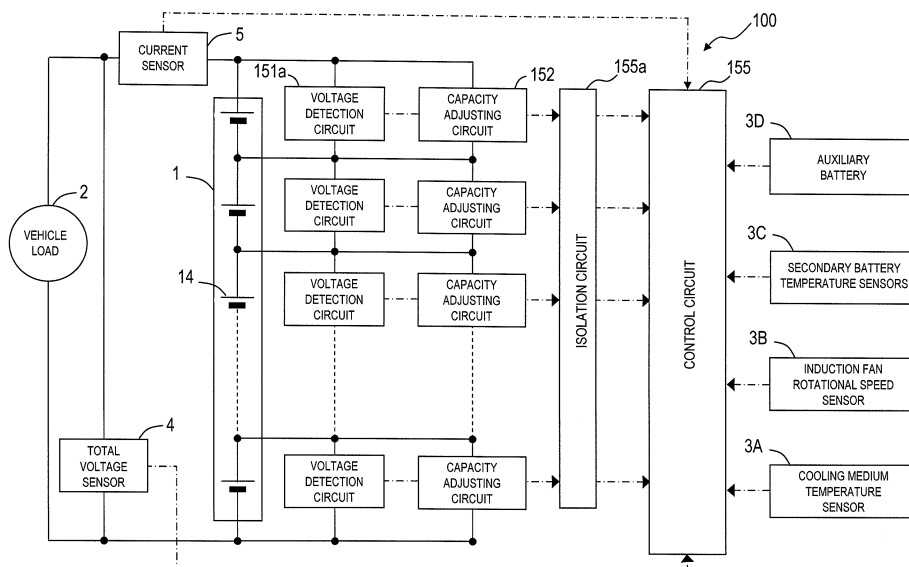 5
CURRENT
SENSOR
100
151a
VOLTAGE
DETECTION
CIRCUIT
152
CAPACITY
ADJUSTING
CIRCUIT
155a
155
3D
AUXILIARY
BATTERY
1
VOLTAGE
DETECTION
CIRCUIT
CAPACITY
ADJUSTING
CIRCUIT
2
VEHICLE
LOAD
3C
SECONDARY BATTERY
TEMPERATURE SENSORS
14
VOLTAGE
DETECTION
CIRCUIT
CAPACITY
ADJUSTING
CIRCUIT
ISOLATION CIRCUIT
CONTROL CIRCUIT
3B
INDUCTION FAN
ROTATIONAL SPEED
SENSOR
4
TOTAL
VOLTAGE
SENSOR
VOLTAGE
DETECTION
CIRCUIT
CAPACITY
ADJUSTING
CIRCUIT
3A
COOLING MEDIUM
TEMPERATURE
SENSOR